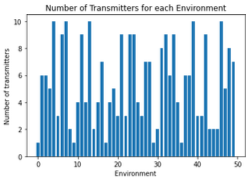 Number of Transmitters for each Environment
10
8
6
4
2
0
Number of transmitters
0 10 20 30 40 50
Environment